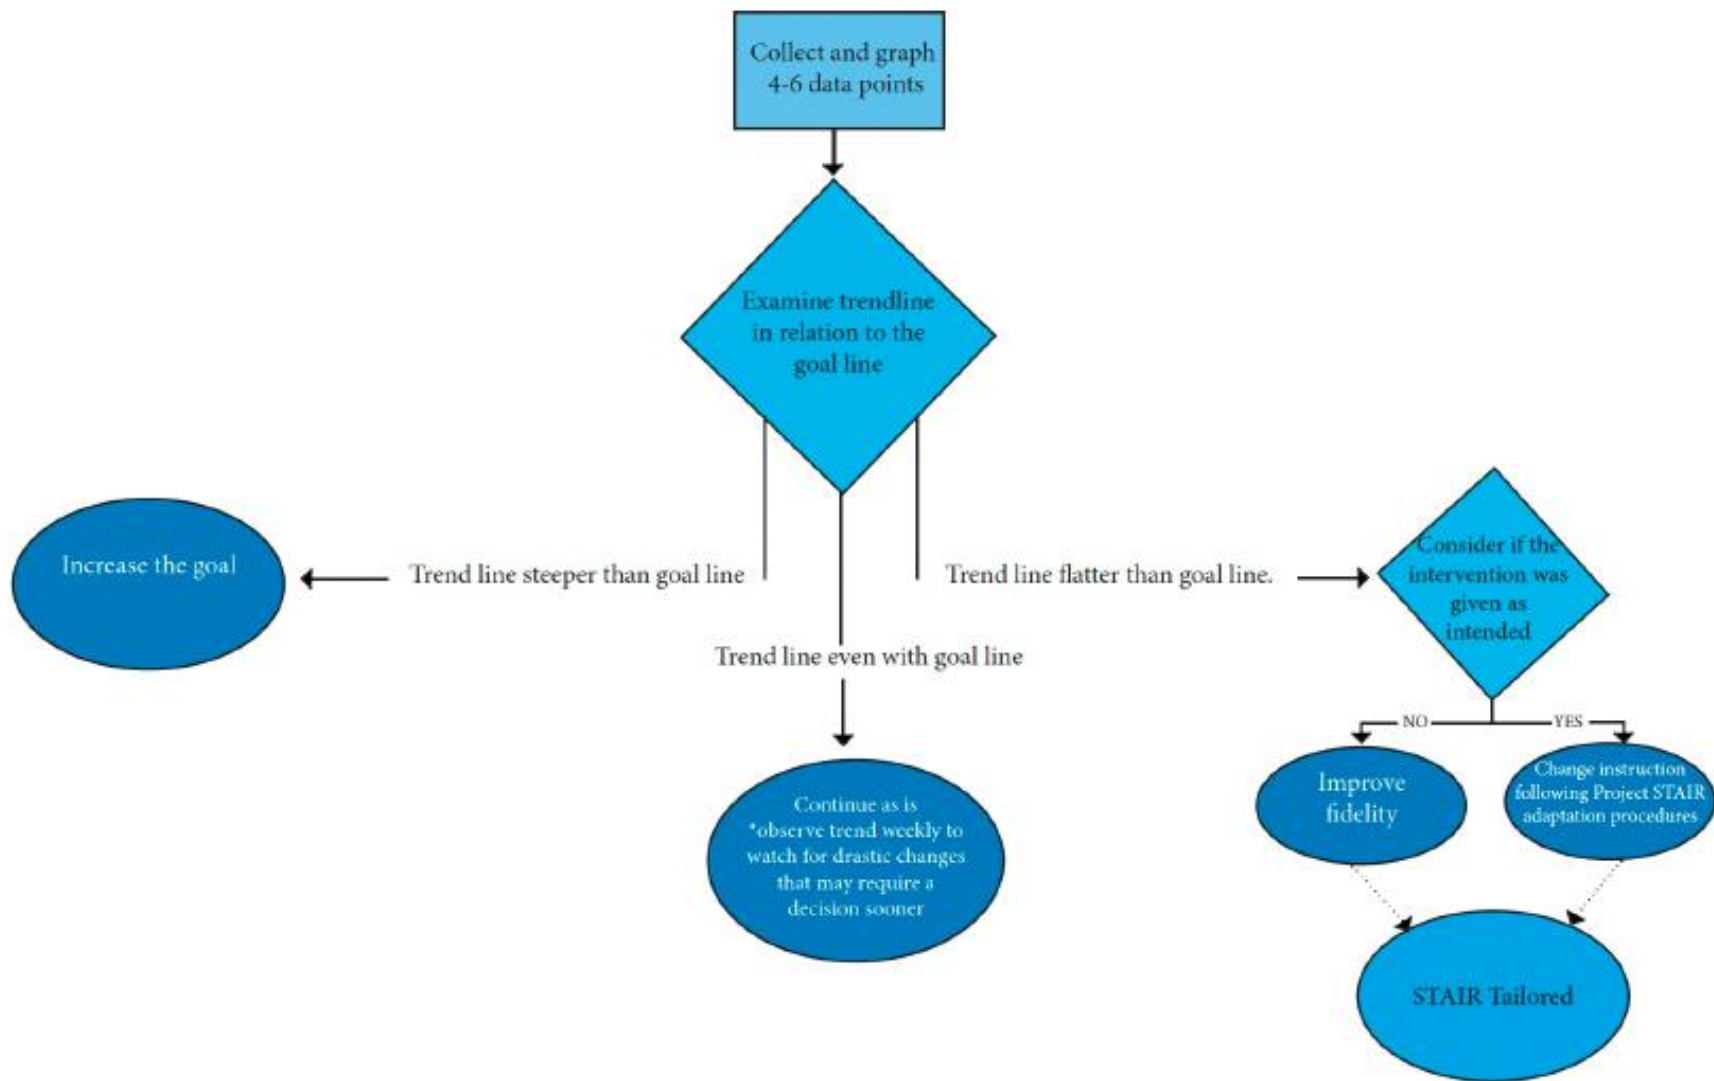 Collect and graph
4-6 data points
Examine trendline
in relation to the
goal line
Increase the goal
Trend line steeper than goal line
Trend line flatter than goal line.
Consider if the
intervention was
given as
intended
Trend line even with goal line
NO
YES
Improve
fidelity
Change instruction
following Project STAIR
adaptation procedures
Continue as is
*observe trend weekly to
watch for drastic changes
that may require a
decision sooner
STAIR Tailored